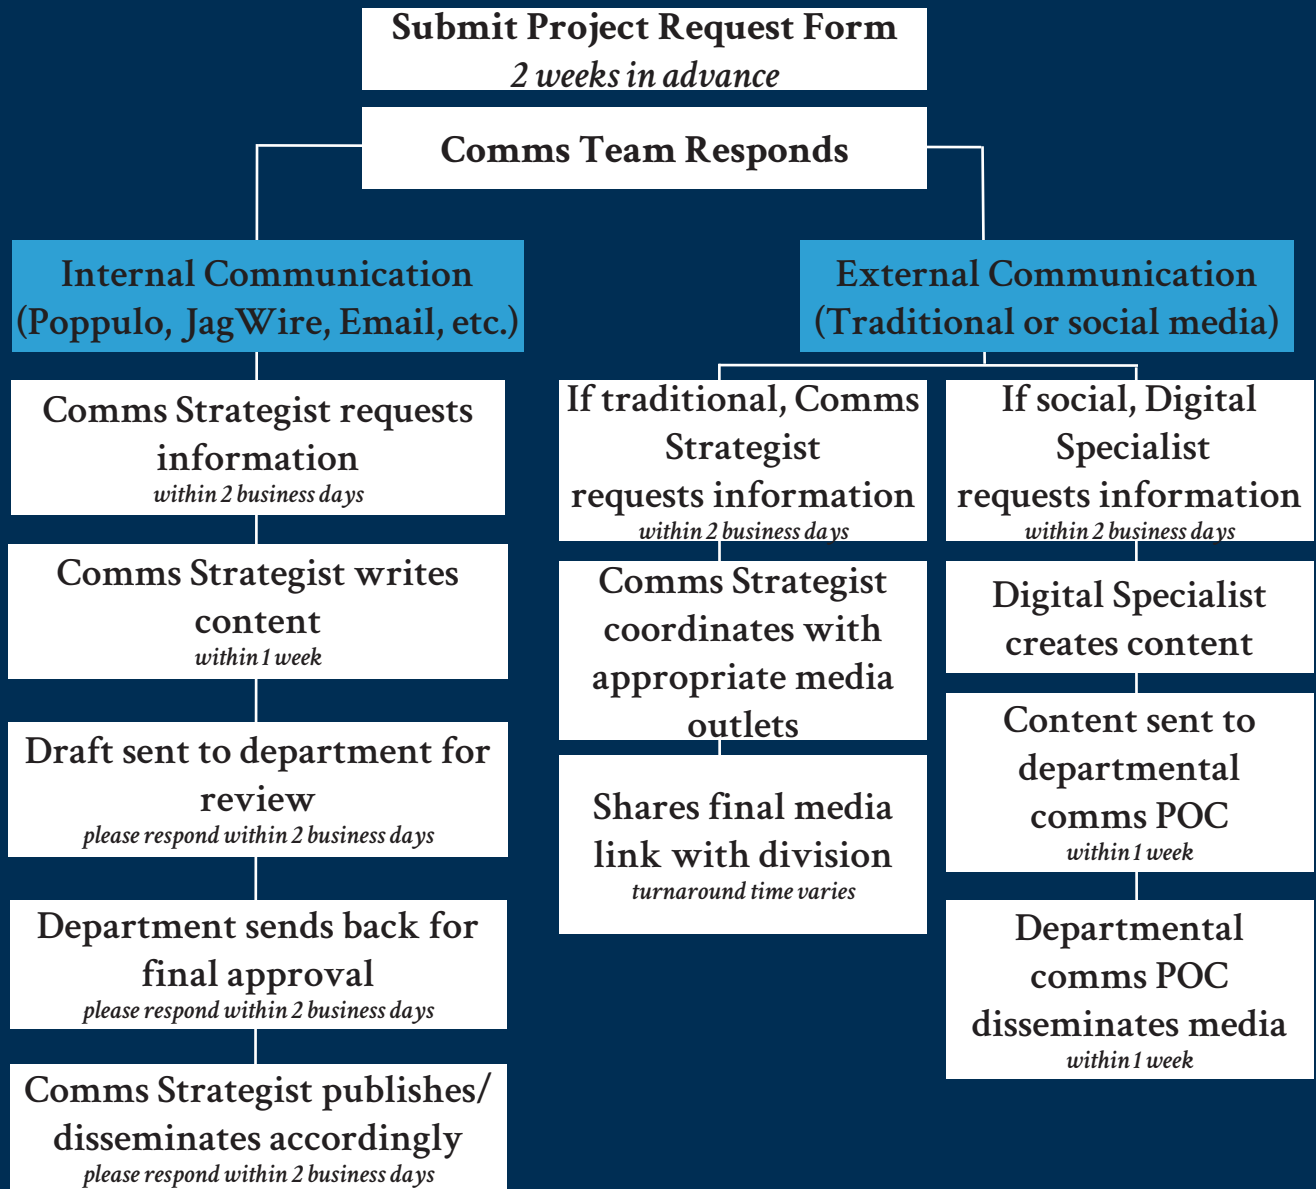 Submit Project Request Form
2 weeks in advance
Comms Team Responds
Internal Communication
(Poppulo, JagWire, Email, etc.)
Comms Strategist requests
information
within 2 business days
Comms Strategist writes
content
within 1 week
Draft sent to department for
review
please respond within 2 business days
Department sends back for
final approval
please respond within 2 business days
Comms Strategist publishes/
disseminates accordingly
please respond within 2 business days
External Communication
(Traditional or social media)
If traditional, Comms
Strategist
requests information
within 2 business days
Comms Strategist
coordinates with
appropriate media
outlets
Shares final media
link with division
turnaround time varies
If social, Digital
Specialist
requests information
within 2 business days
Digital Specialist
creates content
Content sent to
departmental
comms POC
within 1 week
Departmental
comms POC
disseminates media
within 1 week